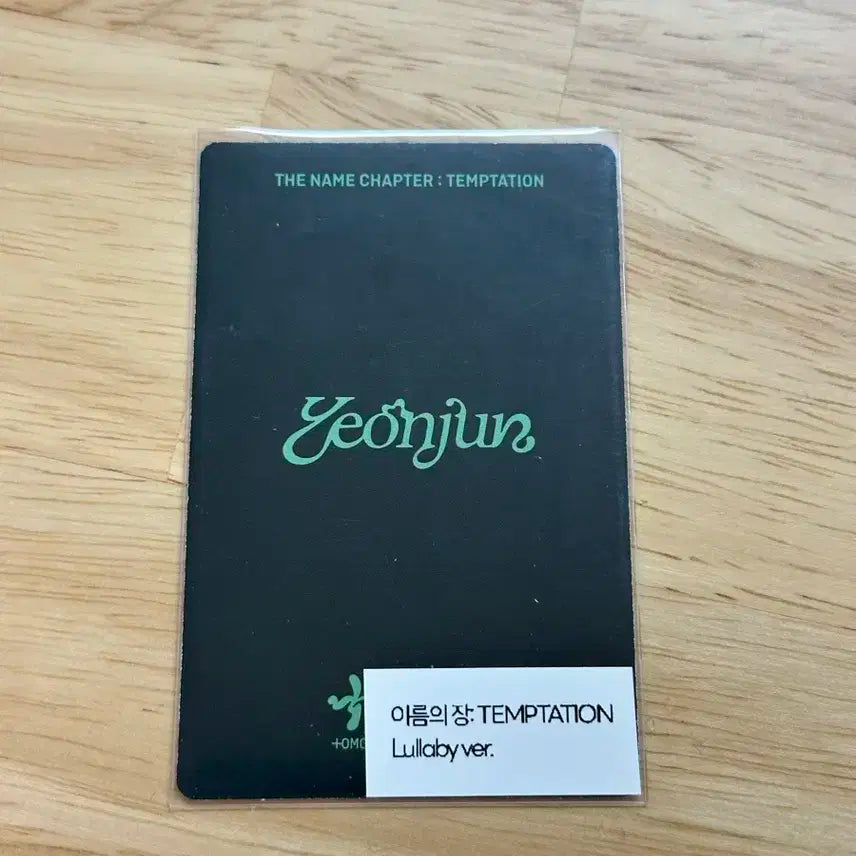 THE NAME CHAPTER : TEMPTATION
Yeonjun
이름의 장: TEMPTATION
Lullaby ver.